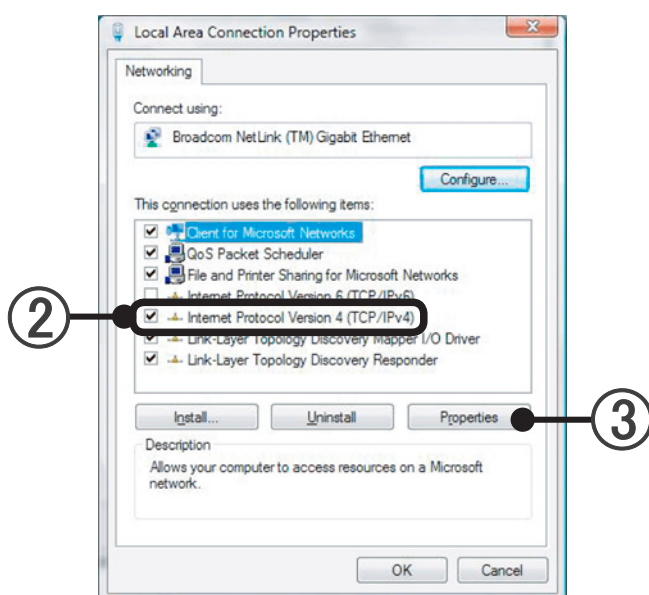 Local Area Connection Properties
Networking
Connect using:
Broadcom NetLink (TM) Gigabit Ethernet
Configure...
This connection uses the following items:
Client for Microsoft Networks
QoS Packet Scheduler
File and Printer Sharing for Microsoft Networks
Internet Protocol Version 6 (TCP/IPv6)
② Internet Protocol Version 4 (TCP/IPv4)
Link-Layer Topology Discovery Mapper I/O Driver
Link-Layer Topology Discovery Responder
Install... Uninstall Properties ③
Description
Allows your computer to access resources on a Microsoft
network.
OK Cancel